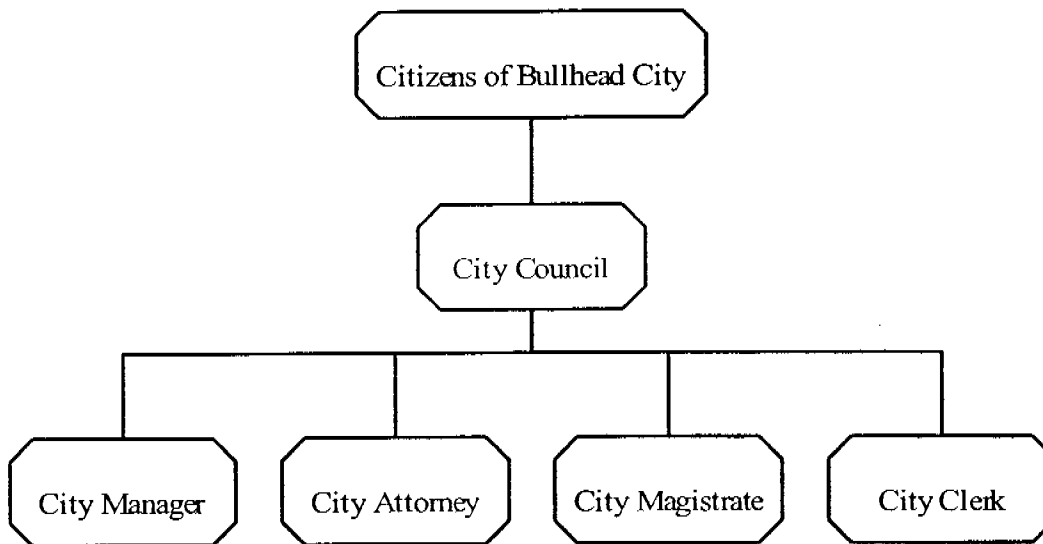 Citizens of Bullhead City
City Council
City Manager
City Attorney
City Magistrate
City Clerk